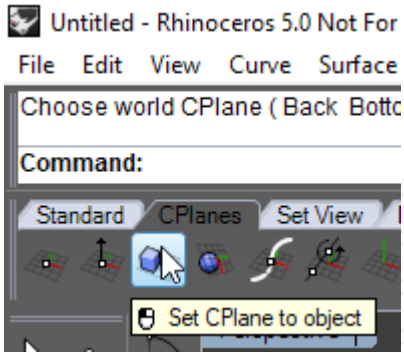 Untitled - Rhinoceros 5.0 Not For
File Edit View Curve Surface
Choose world CPlane ( Back Botto
Command:
Standard CPlanes Set View
Set CPlane to object